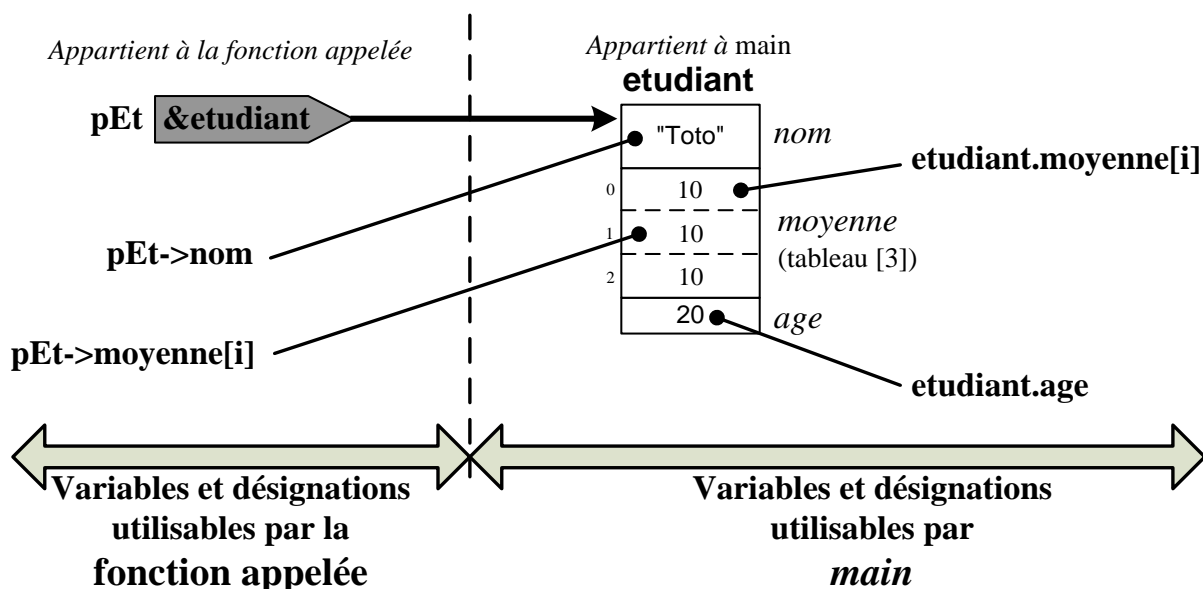 Appartient à la fonction appelée
Appartient à main
etudiant
pEt &etudiant
"Toto"
nom
etudiant.moyenne[i]
0 10
moyenne
1 10
(tableau [3])
pEt->nom
2 10
20
age
pEt->moyenne[i]
etudiant.age
Variables et désignations
utilisables par la
fonction appelée
Variables et désignations
utilisables par
main